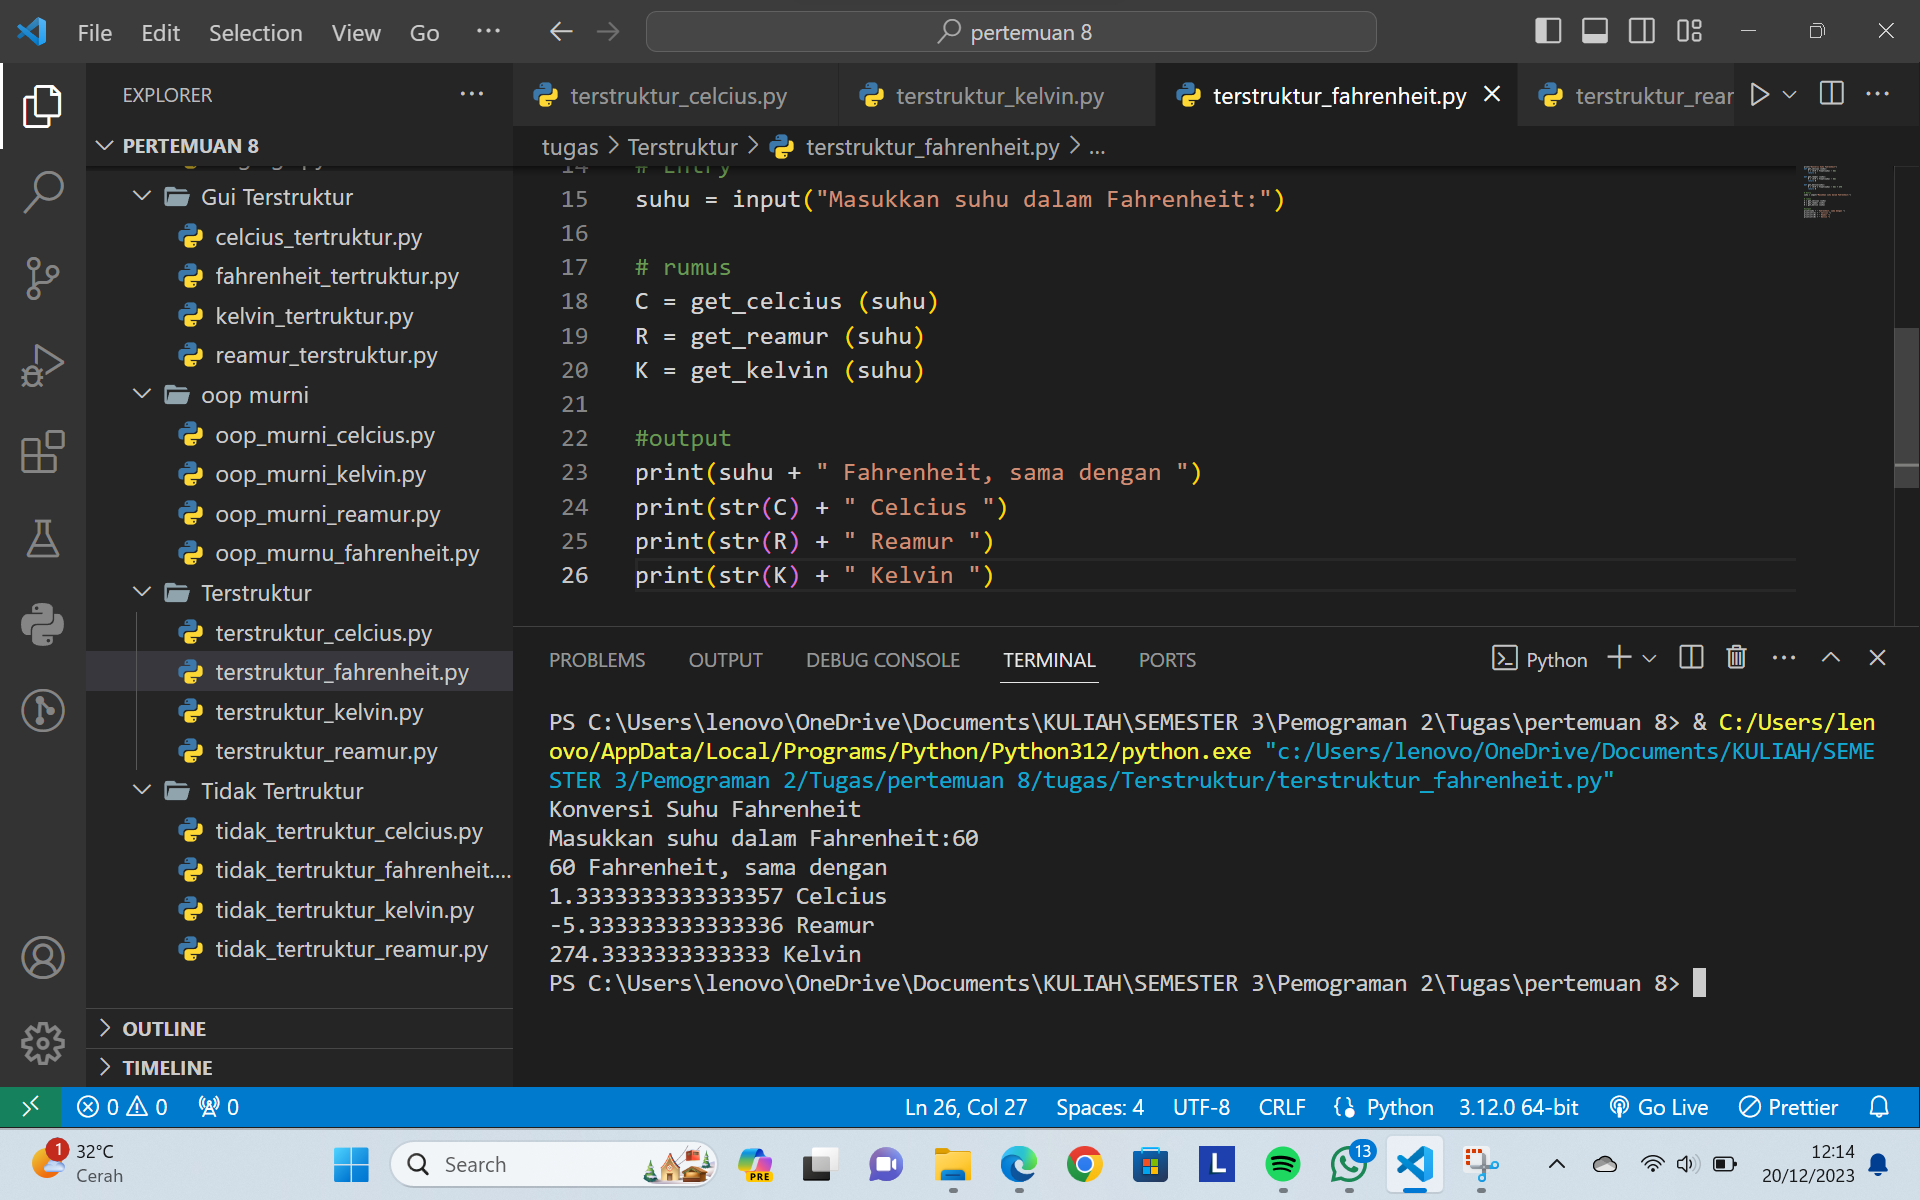 File Edit Selection View Go ···
pertemuan 8
EXPLORER
PERTEMUAN 8
Gui Terstruktur
celcius_tertruktur.py
fahrenheit_tertruktur.py
kelvin_tertruktur.py
reamur_terstruktur.py
oop murni
oop_murni_celcius.py
oop_murni_kelvin.py
oop_murni_reamur.py
oop_murnu_fahrenheit.py
Terstruktur
terstruktur_celcius.py
terstruktur_fahrenheit.py
terstruktur_kelvin.py
terstruktur_reamur.py
Tidak Tertruktur
tidak_tertruktur_celcius.py
tidak_tertruktur_fahrenheit....
tidak_tertruktur_kelvin.py
tidak_tertruktur_reamur.py
OUTLINE
TIMELINE
terstruktur_celcius.py terstruktur_kelvin.py terstruktur_fahrenheit.py terstruktur_rear
tugas > Terstruktur > terstruktur_fahrenheit.py > ...
14 # Entry
15 suhu = input("Masukkan suhu dalam Fahrenheit:")
16
17 # rumus
18 C = get_celcius (suhu)
19 R = get_reamur (suhu)
20 K = get_kelvin (suhu)
21
22 #output
23 print(suhu + " Fahrenheit, sama dengan ")
24 print(str(C) + " Celcius ")
25 print(str(R) + " Reamur ")
26 print(str(K) + " Kelvin ")
PROBLEMS OUTPUT DEBUG CONSOLE TERMINAL PORTS Python
PS C:\Users\lenovo\OneDrive\Documents\KULIAH\SEMESTER 3\Pemograman 2\Tugas\pertemuan 8> & C:/Users/len
ovo/AppData/Local/Programs/Python/Python312/python.exe "c:/Users/lenovo/OneDrive/Documents/KULIAH/SEME
STER 3/Pemograman 2/Tugas/pertemuan 8/tugas/Terstruktur/terstruktur_fahrenheit.py"
Konversi Suhu Fahrenheit
Masukkan suhu dalam Fahrenheit:60
60 Fahrenheit, sama dengan
1.3333333333333357 Celcius
-5.333333333333336 Reamur
274.3333333333333 Kelvin
PS C:\Users\lenovo\OneDrive\Documents\KULIAH\SEMESTER 3\Pemograman 2\Tugas\pertemuan 8>
0 0 0 Ln 26, Col 27 Spaces: 4 UTF-8 CRLF Python 3.12.0 64-bit Go Live Prettier
1 32°C
Cerah
Search
PRE
L
13
12:14
20/12/2023